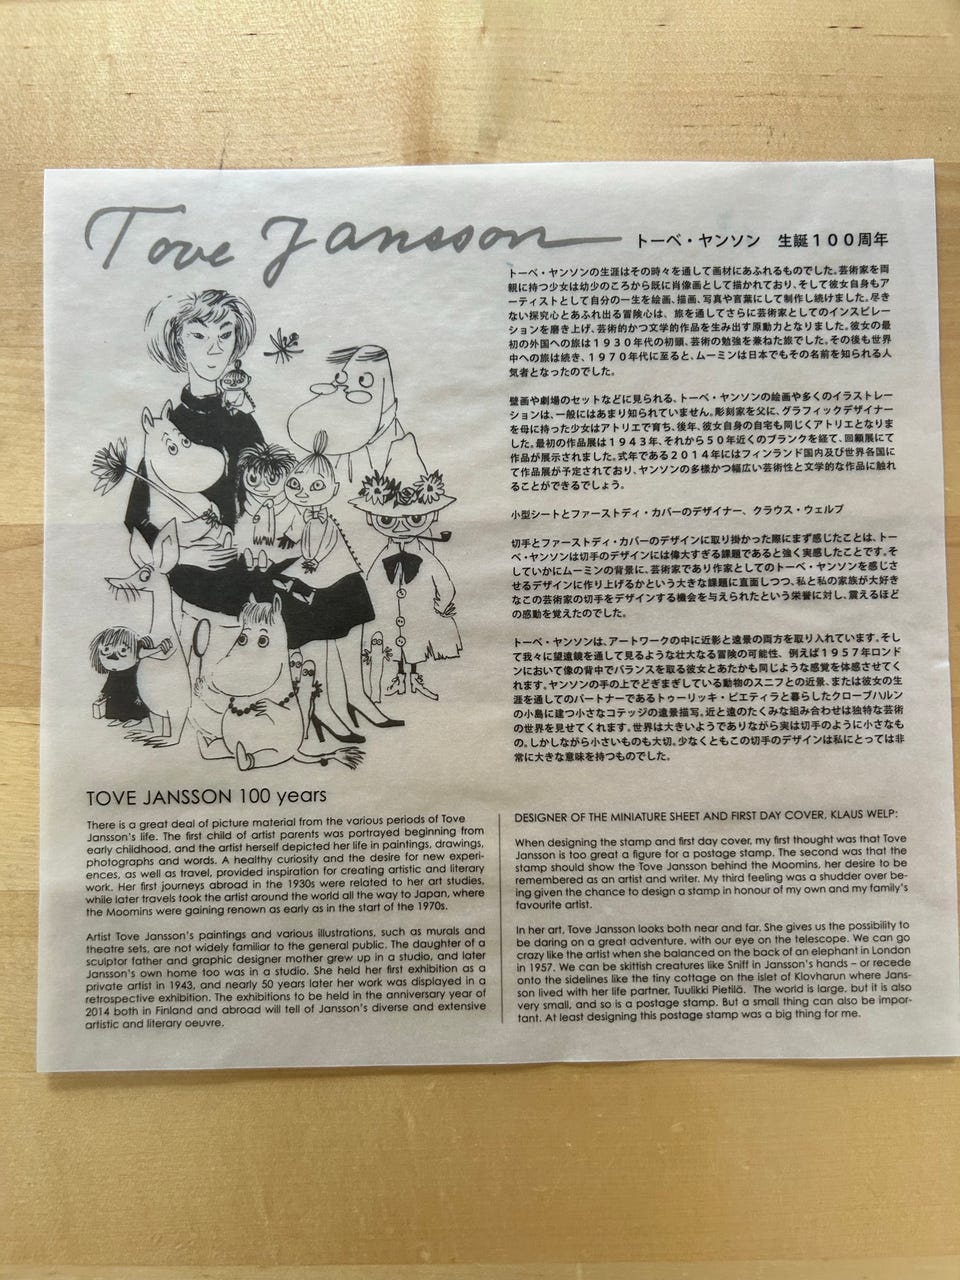 Tove Jansson
トーベ・ヤンソン 生誕１００周年
トーベ・ヤンソンの生涯はその時々を通して画材にあふれるものでした。芸術家を両
親に持つ少女は幼少のころから既に肖像画として描かれており、そして彼女自身もア
ーティストとして自分の一生を絵画、描画、写真や言葉にして制作し続けました。尽き
ない探究心とあふれ出る冒険心は、旅を通してさらに芸術家としてのインスピレー
ションを磨き上げ、芸術的かつ文学的作品を生み出す原動力となりました。彼女の最
初の外国への旅は１９３０年代の初頭、芸術の勉強を兼ねた旅でした。その後も世界
中への旅は続き、１９７０年代に至ると、ムーミンは日本でもその名前を知られる人
気者となったのでした。
壁画や劇場のセットなどに見られる、トーベ・ヤンソンの絵画や多くのイラストレー
ションは、一般にはあまり知られていません。彫刻家を父に、グラフィックデザイナー
を母に持った少女はアトリエで育ち、後年、彼女自身の自宅も同じくアトリエとなりま
した。最初の作品展は１９４３年、それから５０年近くのブランクを経て、回顧展にて
作品が展示されました。式年である２０１４年にはフィンランド国内及び世界各国に
て作品展が予定されており、ヤンソンの多様かつ幅広い芸術性と文学的な作品に触れ
ることができるでしょう。
小型シートとファーストディ・カバーのデザイナー、クラウス・ウェルプ
切手とファーストディ・カバーのデザインに取り掛かった際にまず感じたことは、トー
ベ・ヤンソンは切手のデザインには偉大すぎる課題であると強く実感したことです。そ
していかにムーミンの背景に、芸術家であり作家としてのトーベ・ヤンソンを感じさ
せるデザインに作り上げるかという大きな課題に直面しつつ、私と私の家族が大好き
なこの芸術家の切手をデザインする機会を与えられたという栄誉に対し、震えるほど
の感動を覚えたのでした。
トーベ・ヤンソンは、アートワークの中に近影と遠景の両方を取り入れています。そし
て我々に望遠鏡を通して見るような壮大なる冒険の可能性、例えば１９５７年ロンド
ンにおいて像の背中でバランスを取る彼女とあたかも同じような感覚を体感させてく
れます。ヤンソンの手の上でどぎまぎしている動物のスニフとの近景、または彼女の生
涯を通してのパートナーであるトゥーリッキ・ピエティラと暮らしたクローブハルン
の小島に建つ小さなコテッジの遠景描写。近と遠のたくみな組み合わせは独特な芸術
の世界を見せてくれます。世界は大きいようでありながら実は切手のように小さなも
の。しかしながら小さいものも大切。少なくともこの切手のデザインは私にとっては非
常に大きな意味を持つものでした。
TOVE JANSSON 100 years
There is a great deal of picture material from the various periods of Tove
Jansson's life. The first child of artist parents was portrayed beginning from
early childhood, and the artist herself depicted her life in paintings, drawings,
photographs and words. A healthy curiosity and the desire for new experi-
ences, as well as travel, provided inspiration for creating artistic and literary
work. Her first journeys abroad in the 1930s were related to her art studies,
while later travels took the artist around the world all the way to Japan, where
the Moomins were gaining renown as early as in the start of the 1970s.
Artist Tove Jansson's paintings and various illustrations, such as murals and
theatre sets, are not widely familiar to the general public. The daughter of a
sculptor father and graphic designer mother grew up in a studio, and later
Jansson's own home too was in a studio. She held her first exhibition as a
private artist in 1943, and nearly 50 years later her work was displayed in a
retrospective exhibition. The exhibitions to be held in the anniversary year of
2014 both in Finland and abroad will tell of Jansson's diverse and extensive
artistic and literary oeuvre.
DESIGNER OF THE MINIATURE SHEET AND FIRST DAY COVER, KLAUS WELP:
When designing the stamp and first day cover, my first thought was that Tove
Jansson is too great a figure for a postage stamp. The second was that the
stamp should show the Tove Jansson behind the Moomins, her desire to be
remembered as an artist and writer. My third feeling was a shudder over be-
ing given the chance to design a stamp in honour of my own and my family's
favourite artist.
In her art, Tove Jansson looks both near and far. She gives us the possibility to
be daring on a great adventure, with our eye on the telescope. We can go
crazy like the artist when she balanced on the back of an elephant in London
in 1957. We can be skittish creatures like Sniff in Jansson's hands – or recede
onto the sidelines like the tiny cottage on the islet of Klovharun where Jans-
son lived with her life partner, Tuulikki Pietilä. The world is large, but it is also
very small, and so is a postage stamp. But a small thing can also be impor-
tant. At least designing this postage stamp was a big thing for me.